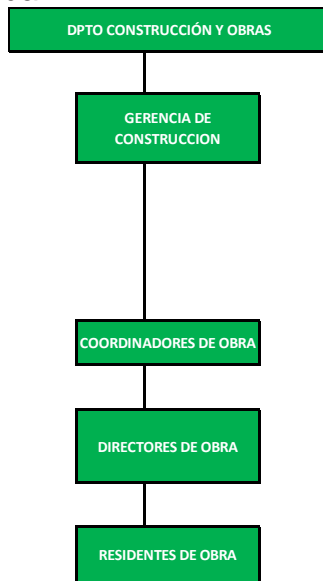 DPTO CONSTRUCCIÓN Y OBRAS
GERENCIA DE
CONSTRUCCION
COORDINADORES DE OBRA
DIRECTORES DE OBRA
RESIDENTES DE OBRA